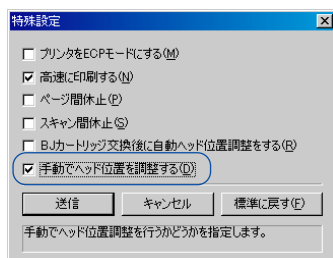 特殊設定
プリンタをECPモードにする(M)
高速に印刷する(N)
ページ間休止(P)
スキャン間休止(S)
BJカートリッジ交換後に自動ヘッド位置調整をする(R)
手動でヘッド位置を調整する(D)
送信 キャンセル 標準に戻す(F)
手動でヘッド位置調整を行うかどうかを指定します。